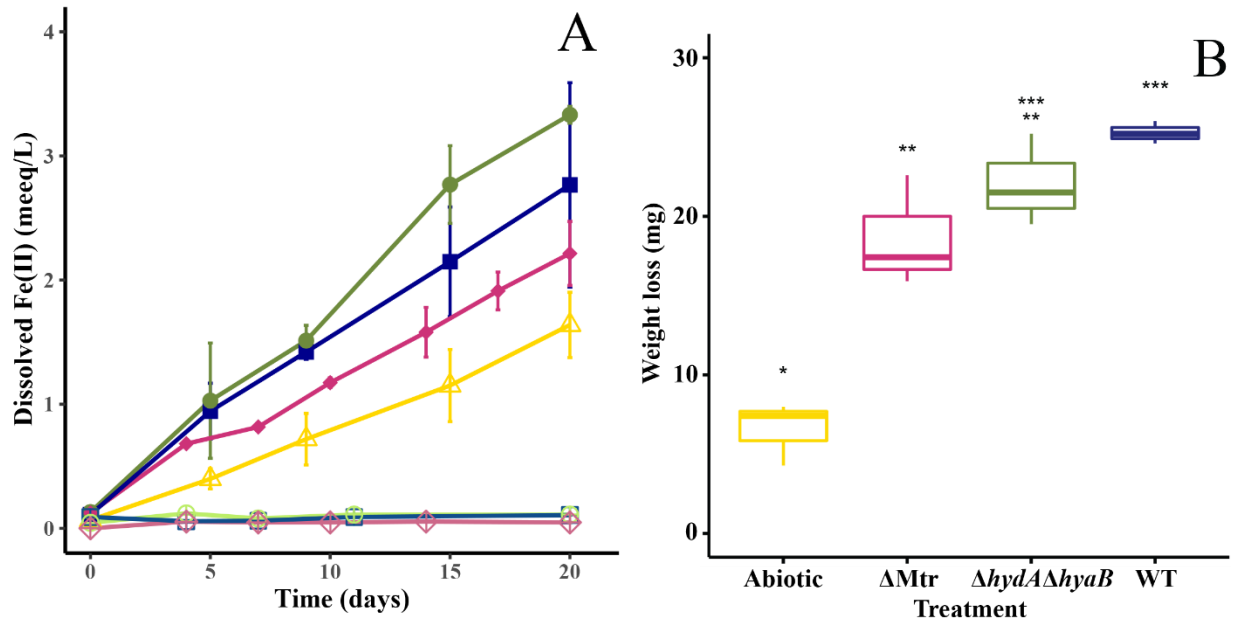 A
Dissolved Fe(II) (meeq/L)
4
3
2
1
0
0 5 10 15 20
Time (days)
B
Weight loss (mg)
30
20
10
0
*
**
***
**
***
Abiotic ΔMtr ΔhydAΔhyaB WT
Treatment